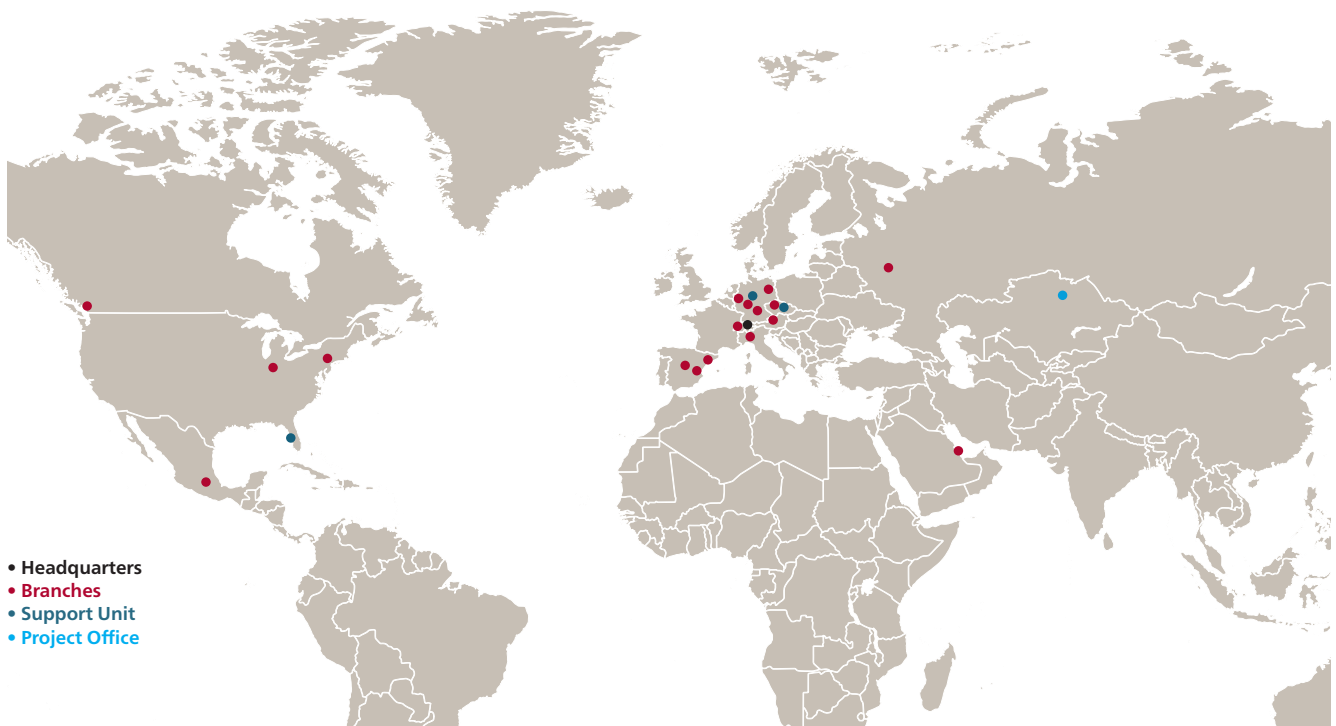 • Headquarters
• Branches
• Support Unit
• Project Office